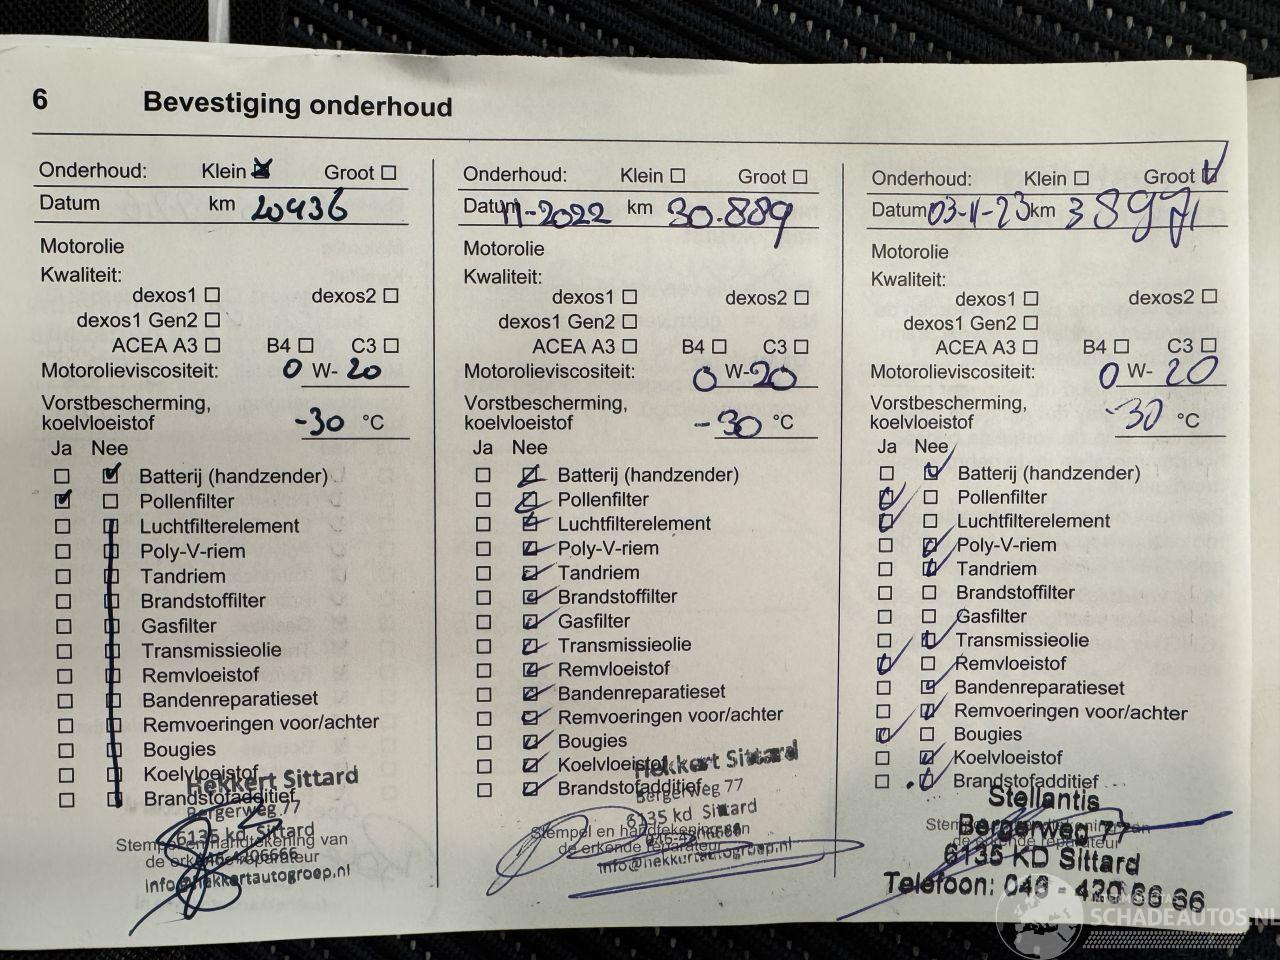 6 Bevestiging onderhoud
Onderhoud: Klein Groot
Datum km 20436
Motorolie
Kwaliteit:
dexos1 dexos2
dexos1 Gen2
ACEA A3 B4 C3
Motorolieviscositeit: 0 W- 20
Vorstbescherming,
koelvloeistof -30 °C
Ja Nee
Batterij (handzender)
Pollenfilter
Luchtfilterelement
Poly-V-riem
Tandriem
Brandstoffilter
Gasfilter
Transmissieolie
Remvloeistof
Bandenreparatieset
Remvoeringen voor/achter
Bougies
Koelvloeistof
Brandstofadditief
Hekkert Sittard
Bergerweg 77
6135 kd Sittard
Stempel en handtekening van
de erkende reparateur
info@hekkertautogroep.nl
Onderhoud: Klein Groot
Datum 11-2022 km 30.889
Motorolie
Kwaliteit:
dexos1 dexos2
dexos1 Gen2
ACEA A3 B4 C3
Motorolieviscositeit: 0 W-20
Vorstbescherming,
koelvloeistof -30 °C
Ja Nee
Batterij (handzender)
Pollenfilter
Luchtfilterelement
Poly-V-riem
Tandriem
Brandstoffilter
Gasfilter
Transmissieolie
Remvloeistof
Bandenreparatieset
Remvoeringen voor/achter
Bougies
Koelvloeistof
Brandstofadditief
Hekkert Sittard
Bergerweg 77
6135 kd Sittard
Stempel en handtekening van
de erkende reparateur
info@hekkertautogroep.nl
Onderhoud: Klein Groot
Datum 03-11-23 km 38971
Motorolie
Kwaliteit:
dexos1 dexos2
dexos1 Gen2
ACEA A3 B4 C3
Motorolieviscositeit: 0 W- 20
Vorstbescherming,
koelvloeistof -30 °C
Ja Nee
Batterij (handzender)
Pollenfilter
Luchtfilterelement
Poly-V-riem
Tandriem
Brandstoffilter
Gasfilter
Transmissieolie
Remvloeistof
Bandenreparatieset
Remvoeringen voor/achter
Bougies
Koelvloeistof
Brandstofadditief
Stellantis
Bergerweg 77
6135 KD Sittard
Telefoon: 046 - 420 66 66
SCHADEAUTOS.NL